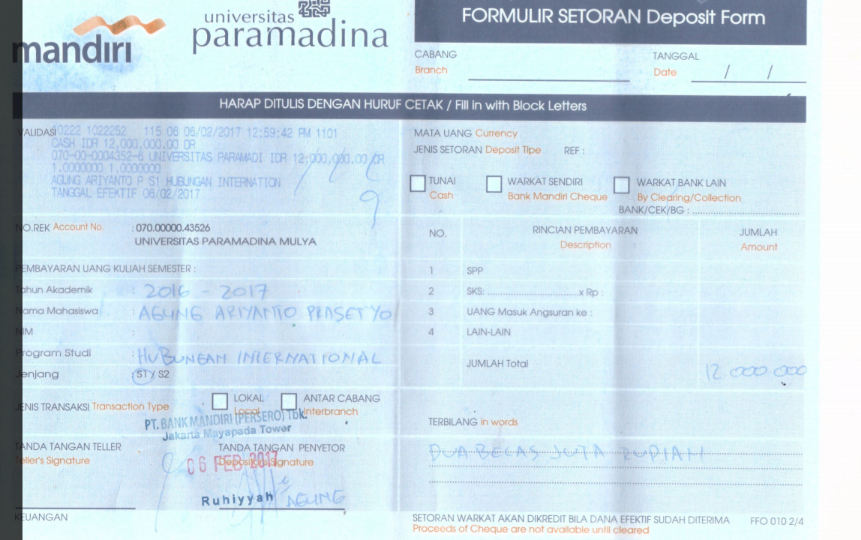 mandiri
universitas
paramadina
FORMULIR SETORAN Deposit Form
CABANG
Branch
TANGGAL
Date / /
HARAP DITULIS DENGAN HURUF CETAK / Fill in with Block Letters
VALIDASI 0222 1022252 115 06 06/02/2017 12:59:42 PM 1101
CASH IDR 12,000,000.00 DR
070-00-0004352-6 UNIVERSITAS PARAMADI IDR 12,000,000.00 CR
1.0000000 1.0000000
AGUNG ARIYANTO P S1 HUBUNGAN INTERNATION
TANGGAL EFEKTIF 06/02/2017
MATA UANG Currency
JENIS SETORAN Deposit Tipe REF :
TUNAI
Cash
WARKAT SENDIRI
Bank Mandiri Cheque
WARKAT BANK LAIN
By Clearing/Collection
BANK/CEK/BG :
NO.REK Account No. : 070.00000.43526
UNIVERSITAS PARAMADINA MULYA
PEMBAYARAN UANG KULIAH SEMESTER :
Tahun Akademik : 2016 - 2017
Nama Mahasiswa : AGUNG ARIYANTO PRASETYO
NIM :
Program Studi : HUBUNGAN INTERNATIONAL
Jenjang : S1 / S2
NO. RINCIAN PEMBAYARAN JUMLAH
Description Amount
1 SPP
2 SKS: x Rp :
3 UANG Masuk Angsuran ke :
4 LAIN-LAIN
JUMLAH Total 12.000.000
JENIS TRANSAKSI Transaction Type
LOKAL
Local
ANTAR CABANG
Interbranch
PT. BANK MANDIRI (PERSERO) Tbk.
Jakarta Mayapada Tower
TERBILANG in words
DUA BELAS JUTA RUPIAH
TANDA TANGAN TELLER
Teller's Signature
TANDA TANGAN PENYETOR
Depositor's Signature
06 FEB 2017
Ruhiyyah
AGUNG
KEUANGAN
SETORAN WARKAT AKAN DIKREDIT BILA DANA EFEKTIF SUDAH DITERIMA
Proceeds of Cheque are not available until cleared
FFO 010 2/4